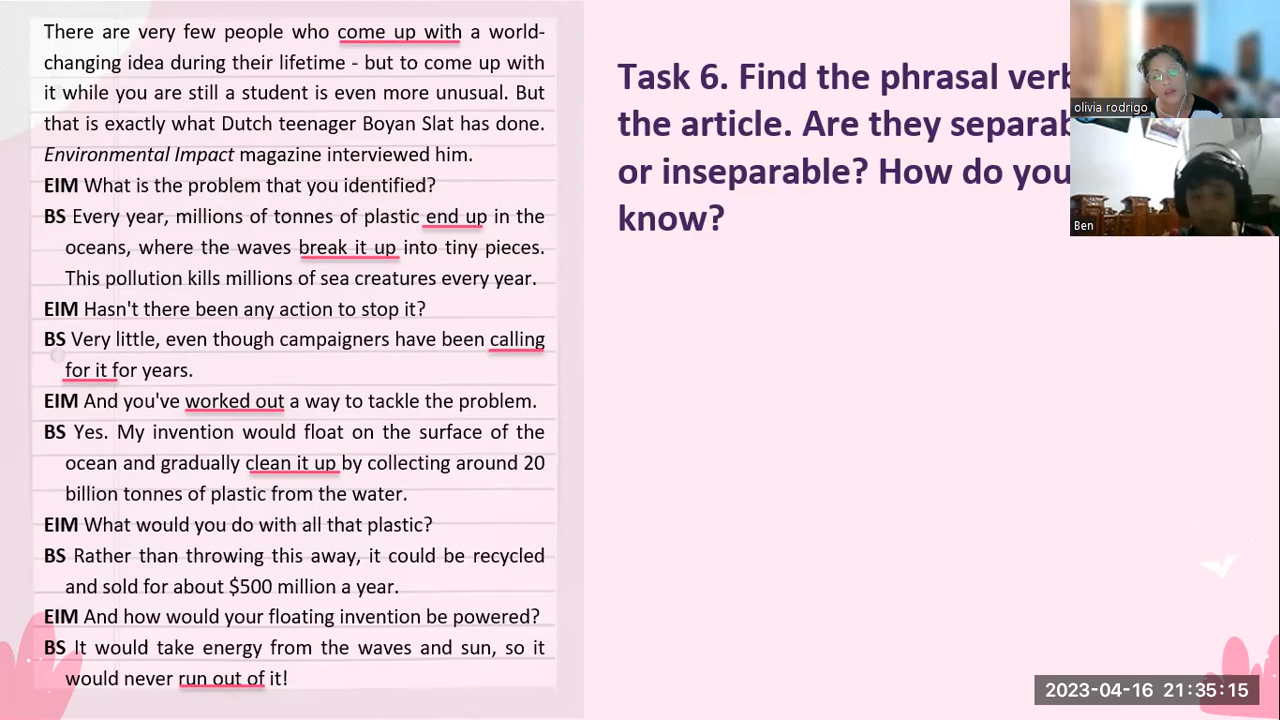 There are very few people who come up with a world-
changing idea during their lifetime - but to come up with
it while you are still a student is even more unusual. But
that is exactly what Dutch teenager Boyan Slat has done.
Environmental Impact magazine interviewed him.
EIM What is the problem that you identified?
BS Every year, millions of tonnes of plastic end up in the
oceans, where the waves break it up into tiny pieces.
This pollution kills millions of sea creatures every year.
EIM Hasn't there been any action to stop it?
BS Very little, even though campaigners have been calling
for it for years.
EIM And you've worked out a way to tackle the problem.
BS Yes. My invention would float on the surface of the
ocean and gradually clean it up by collecting around 20
billion tonnes of plastic from the water.
EIM What would you do with all that plastic?
BS Rather than throwing this away, it could be recycled
and sold for about $500 million a year.
EIM And how would your floating invention be powered?
BS It would take energy from the waves and sun, so it
would never run out of it!
Task 6. Find the phrasal verb
the article. Are they separab
or inseparable? How do you
know?
olivia rodrigo
Ben
2023-04-16 21:35:15